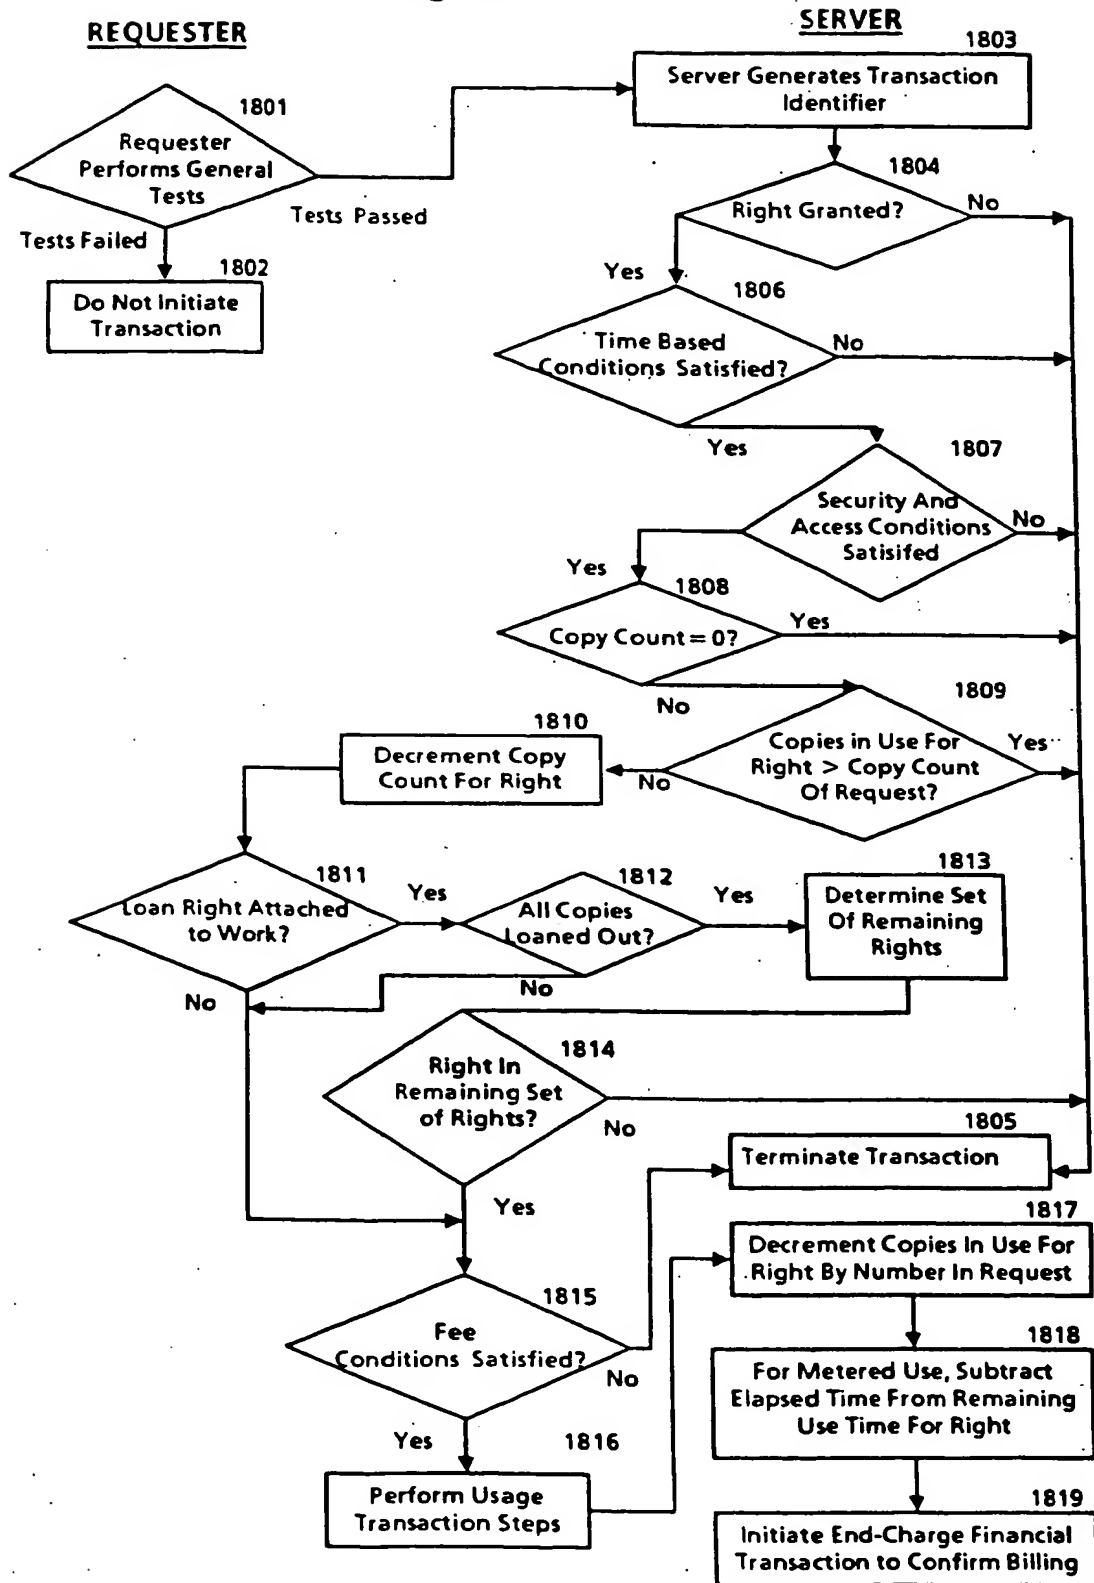 REQUESTER
SERVER
1803
Server Generates Transaction
Identifier
1801
Requester
Performs General
Tests
Tests Passed
Tests Failed
1802
Do Not Initiate
Transaction
1804
Right Granted?
No
Yes
1806
Time Based
Conditions Satisfied?
No
Yes
1807
Security And
Access Conditions
Satisifed
No
Yes
1808
Copy Count = 0?
Yes
No
1809
Copies in Use For
Right > Copy Count
Of Request?
Yes
No
1810
Decrement Copy
Count For Right
1811
Loan Right Attached
to Work?
Yes
No
1812
All Copies
Loaned Out?
Yes
No
1813
Determine Set
Of Remaining
Rights
1814
Right In
Remaining Set
of Rights?
No
Yes
1805
Terminate Transaction
1815
Fee
Conditions Satisfied?
No
Yes
1816
Perform Usage
Transaction Steps
1817
Decrement Copies In Use For
Right By Number In Request
1818
For Metered Use, Subtract
Elapsed Time From Remaining
Use Time For Right
1819
Initiate End-Charge Financial
Transaction to Confirm Billing